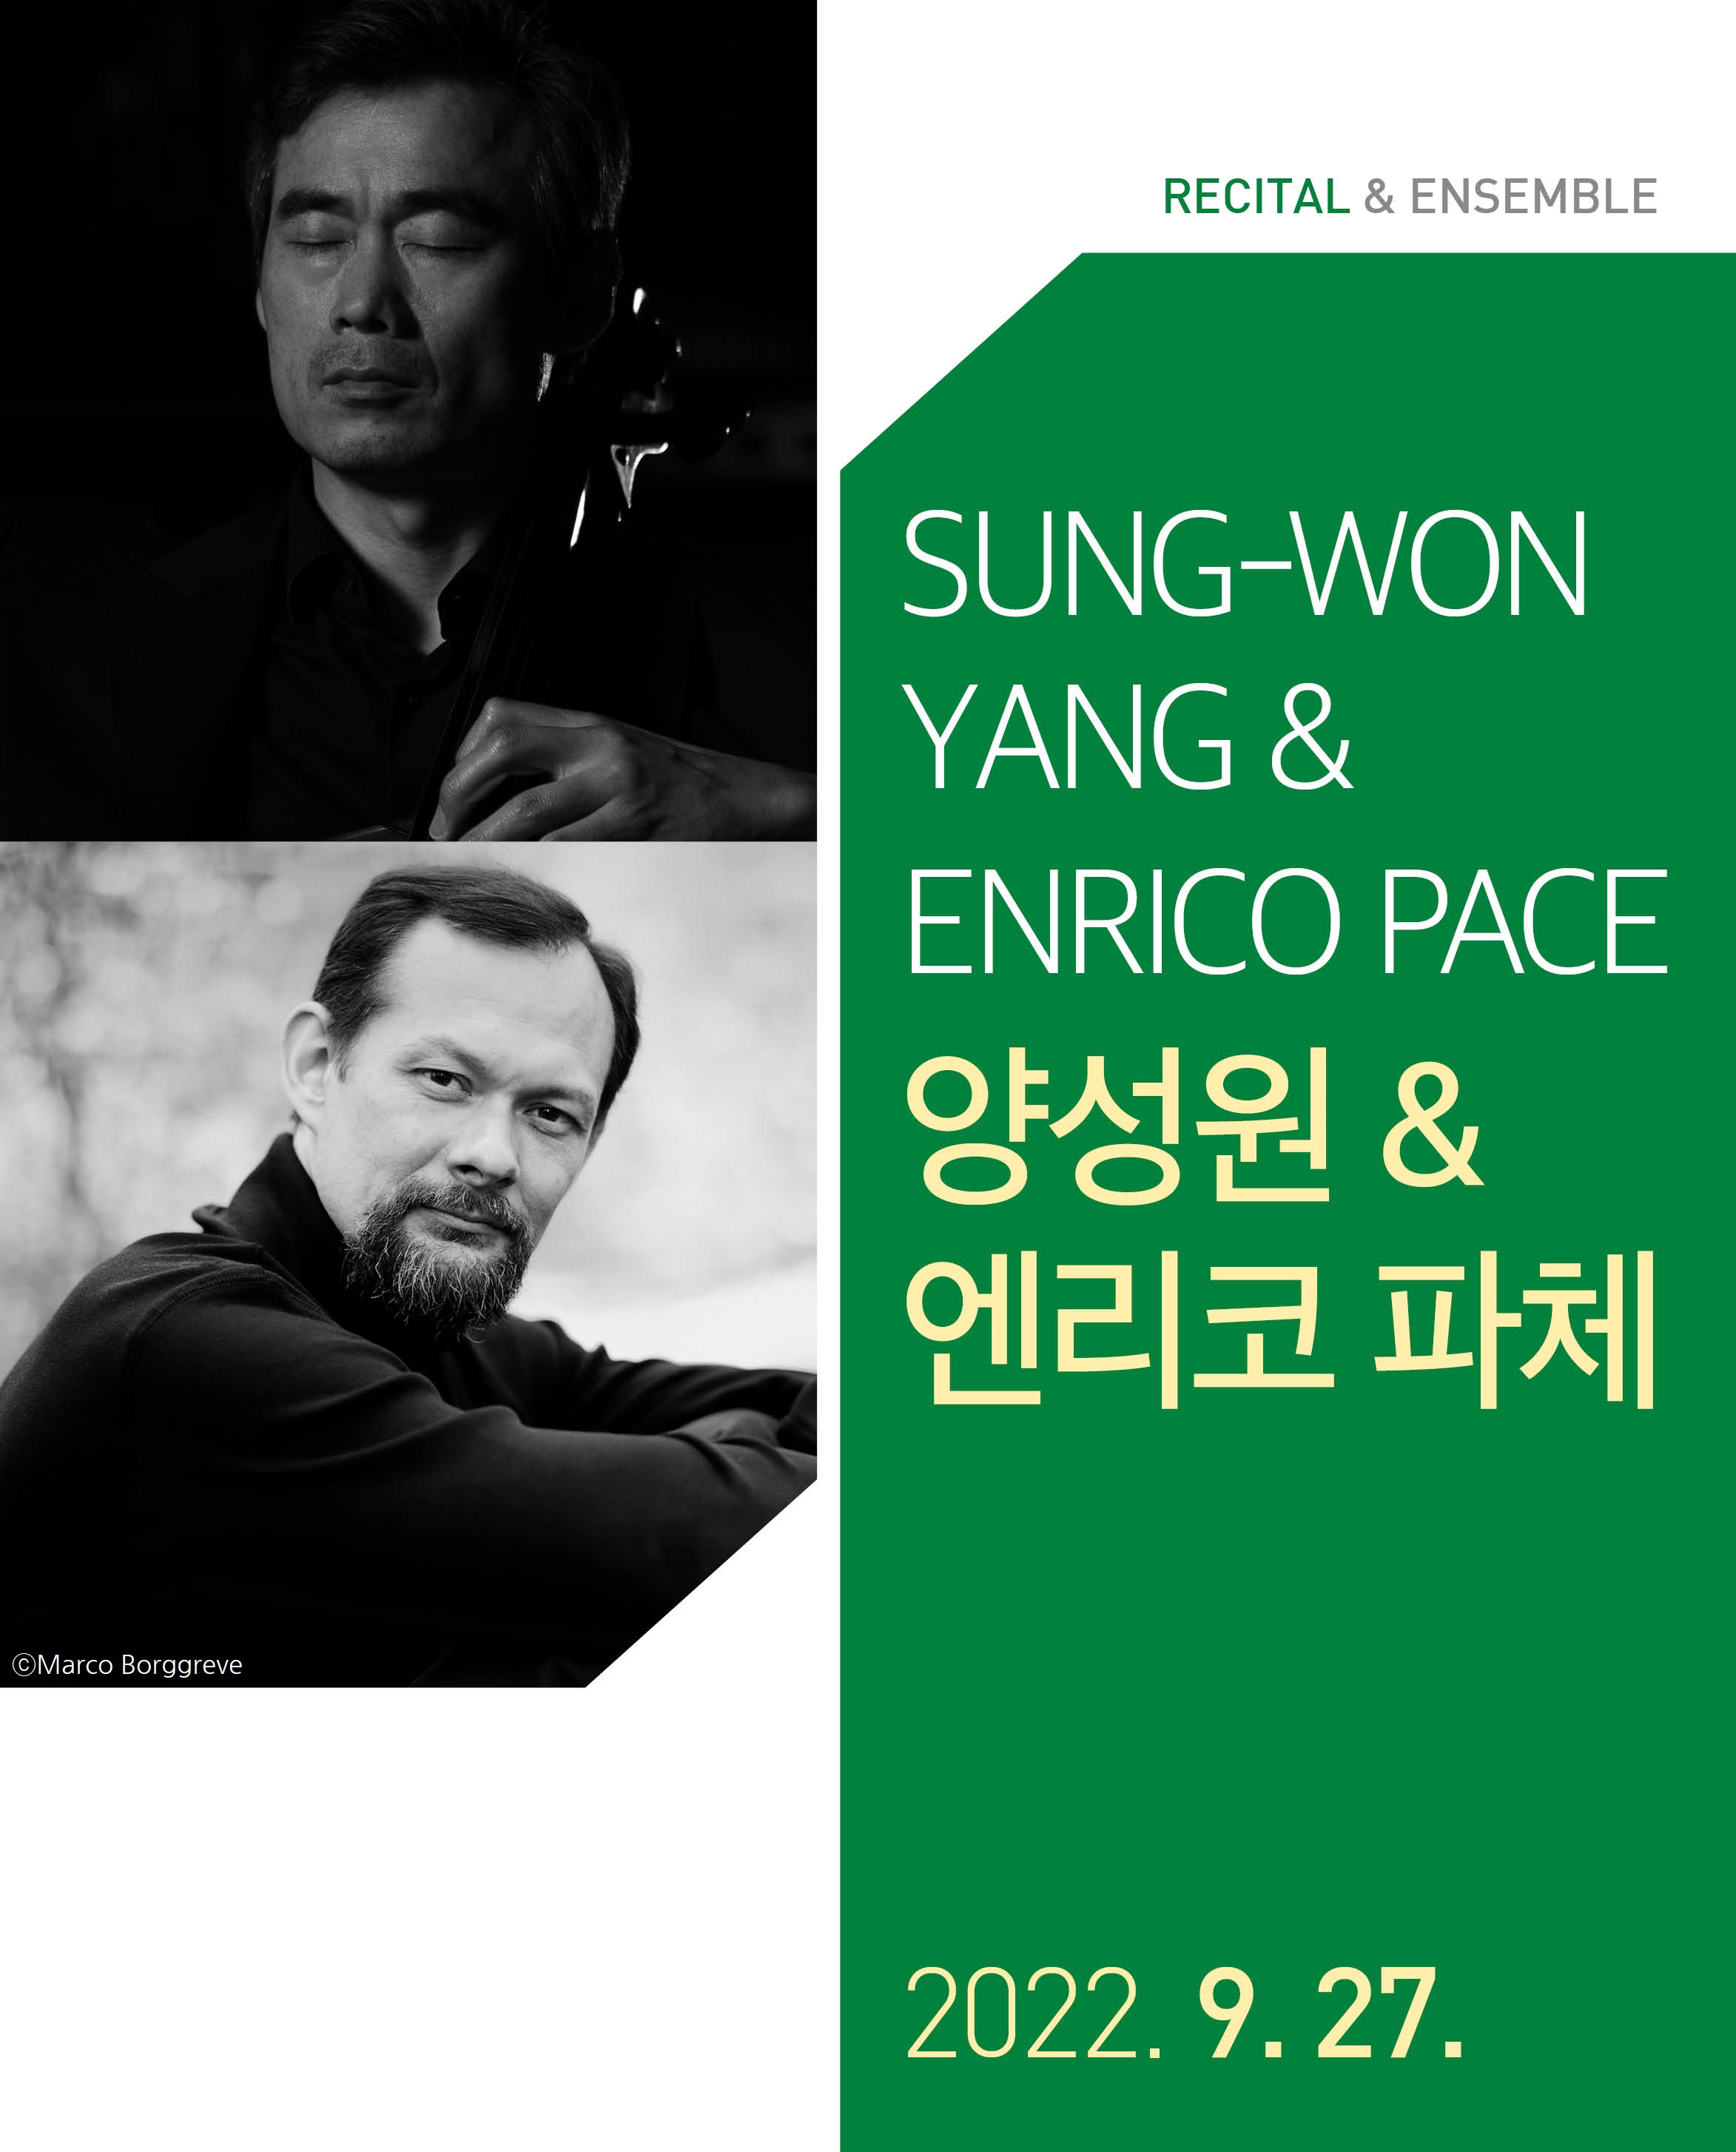 RECITAL & ENSEMBLE
SUNG-WON
YANG &
ENRICO PACE
양성원 &
엔리코 파체
2022. 9. 27.
ⓒMarco Borggreve